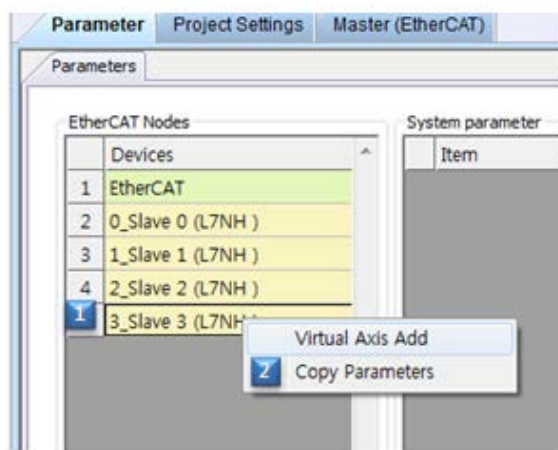 Parameter Project Settings Master (EtherCAT)
Parameters
EtherCAT Nodes System parameter
Devices Item
1 EtherCAT
2 0_Slave 0 (L7NH )
3 1_Slave 1 (L7NH )
4 2_Slave 2 (L7NH )
1 3_Slave 3 (L7NH
Virtual Axis Add
2 Copy Parameters